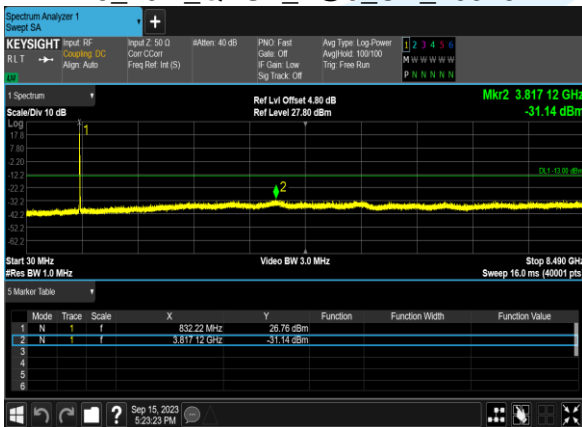 Spectrum Analyzer 1
Swept SA
+
KEYSIGHT
Input: RF
Input Z: 50 Ω
#Atten: 40 dB
PNO: Fast
Avg Type: Log-Power
1 2 3 4 5 6
RLT
Coupling: DC
Corr CCorr
Gate: Off
Avg|Hold: 100/100
M W W W W W
Align: Auto
Freq Ref: Int (S)
IF Gain: Low
Trig: Free Run
Sig Track: Off
P N N N N N
LV
1 Spectrum
Ref Lvl Offset 4.80 dB
Mkr2 3.817 12 GHz
Scale/Div 10 dB
Ref Level 27.80 dBm
-31.14 dBm
Log
17.8
1
7.80
-2.20
-12.2
DL1 -13.00 dBm
-22.2
2
-32.2
-42.2
-52.2
-62.2
Start 30 MHz
Video BW 3.0 MHz
Stop 8.490 GHz
#Res BW 1.0 MHz
Sweep 16.0 ms (40001 pts)
5 Marker Table
Mode Trace Scale X Y Function Function Width Function Value
1 N 1 f 832.22 MHz 26.76 dBm
2 N 1 f 3.817 12 GHz -31.14 dBm
3
4
5
6
?
Sep 15, 2023
5:23:23 PM